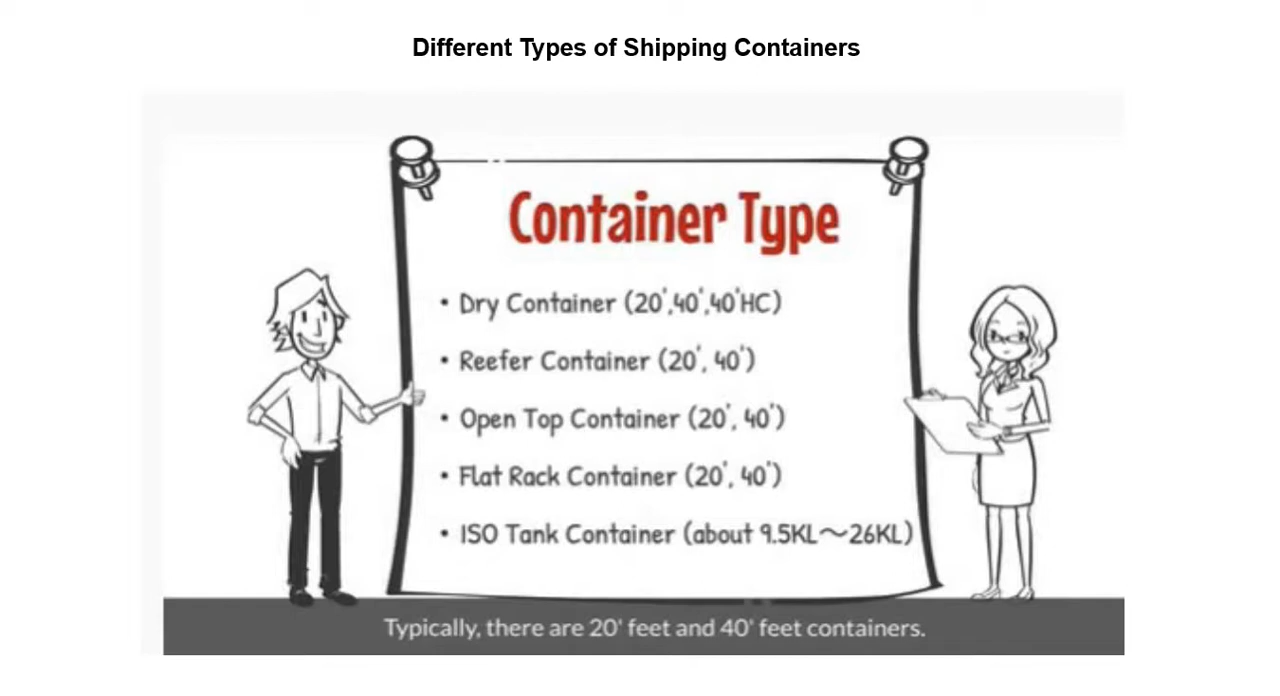 Different Types of Shipping Containers
Container Type
• Dry Container (20',40',40'HC)
• Reefer Container (20', 40')
• Open Top Container (20', 40')
• Flat Rack Container (20', 40')
• ISO Tank Container (about 9.5KL～26KL)
Typically, there are 20' feet and 40' feet containers.